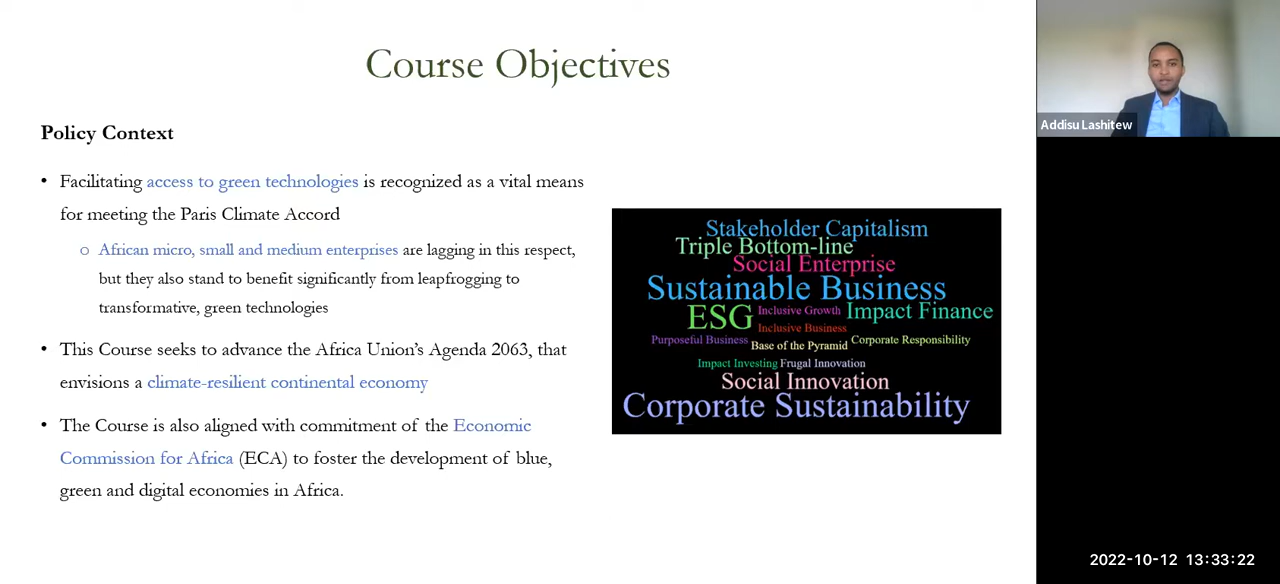 Course Objectives
Policy Context
• Facilitating access to green technologies is recognized as a vital means
for meeting the Paris Climate Accord
o African micro, small and medium enterprises are lagging in this respect,
but they also stand to benefit significantly from leapfrogging to
transformative, green technologies
• This Course seeks to advance the Africa Union's Agenda 2063, that
envisions a climate-resilient continental economy
• The Course is also aligned with commitment of the Economic
Commission for Africa (ECA) to foster the development of blue,
green and digital economies in Africa.
Stakeholder Capitalism
Triple Bottom-line
Social Enterprise
Sustainable Business
ESG Inclusive Growth Impact Finance
Inclusive Business
Purposeful Business Base of the Pyramid Corporate Responsibility
Impact Investing Frugal Innovation
Social Innovation
Corporate Sustainability
Addisu Lashitew
2022-10-12 13:33:22